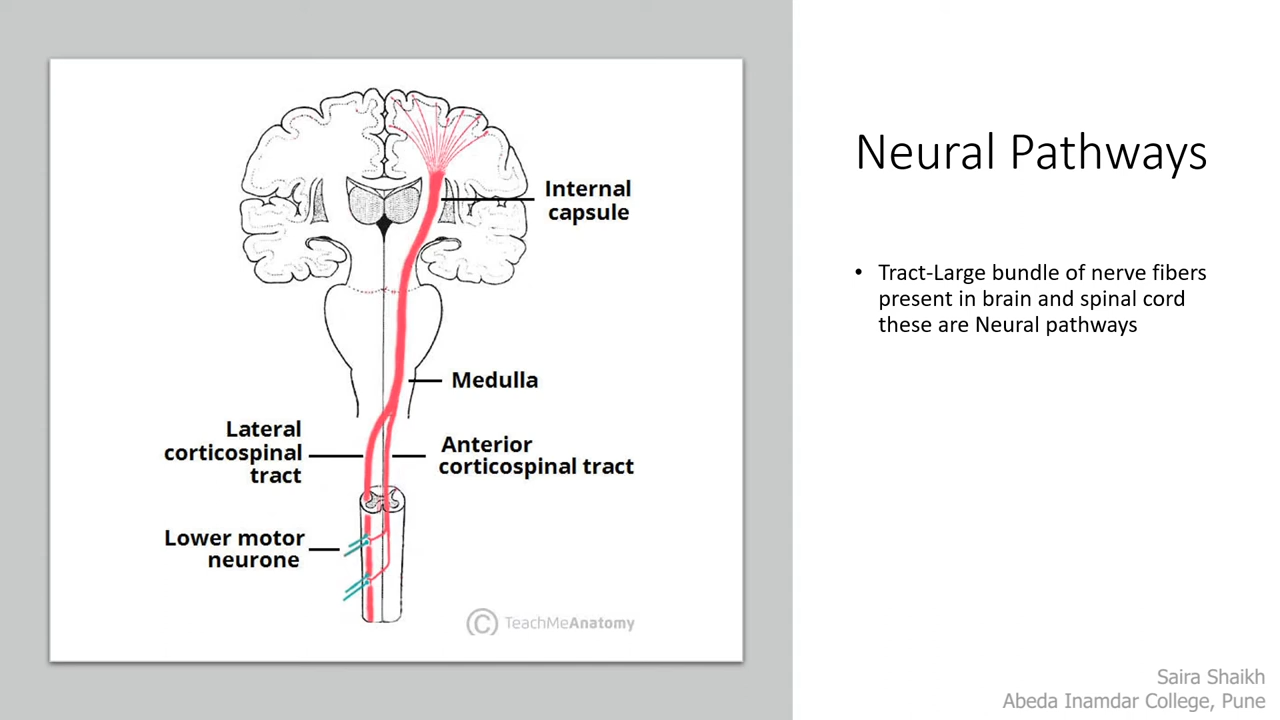 Neural Pathways
• Tract-Large bundle of nerve fibers
present in brain and spinal cord
these are Neural pathways
Internal
capsule
Medulla
Lateral
corticospinal
tract
Anterior
corticospinal tract
Lower motor
neurone
© TeachMeAnatomy
Saira Shaikh
Abeda Inamdar College, Pune